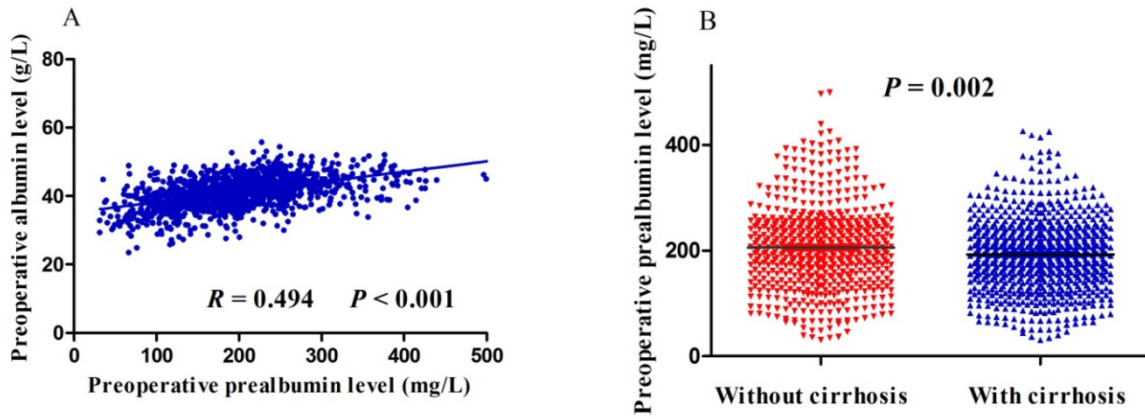 A
Preoperative albumin level (g/L)
80
60
40
20
0
R = 0.494 P < 0.001
0 100 200 300 400 500
Preoperative prealbumin level (mg/L)
B
Preoperative prealbumin level (mg/L)
P = 0.002
400
200
0
Without cirrhosis With cirrhosis